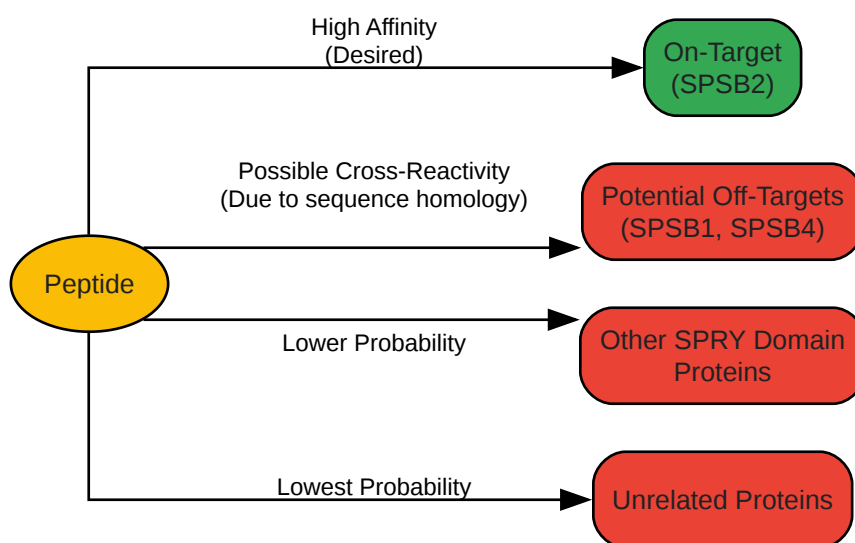 High Affinity
(Desired)
On-Target
(SPSB2)
Possible Cross-Reactivity
(Due to sequence homology)
Potential Off-Targets
(SPSB1, SPSB4)
Peptide
Lower Probability
Other SPRY Domain
Proteins
Lowest Probability
Unrelated Proteins